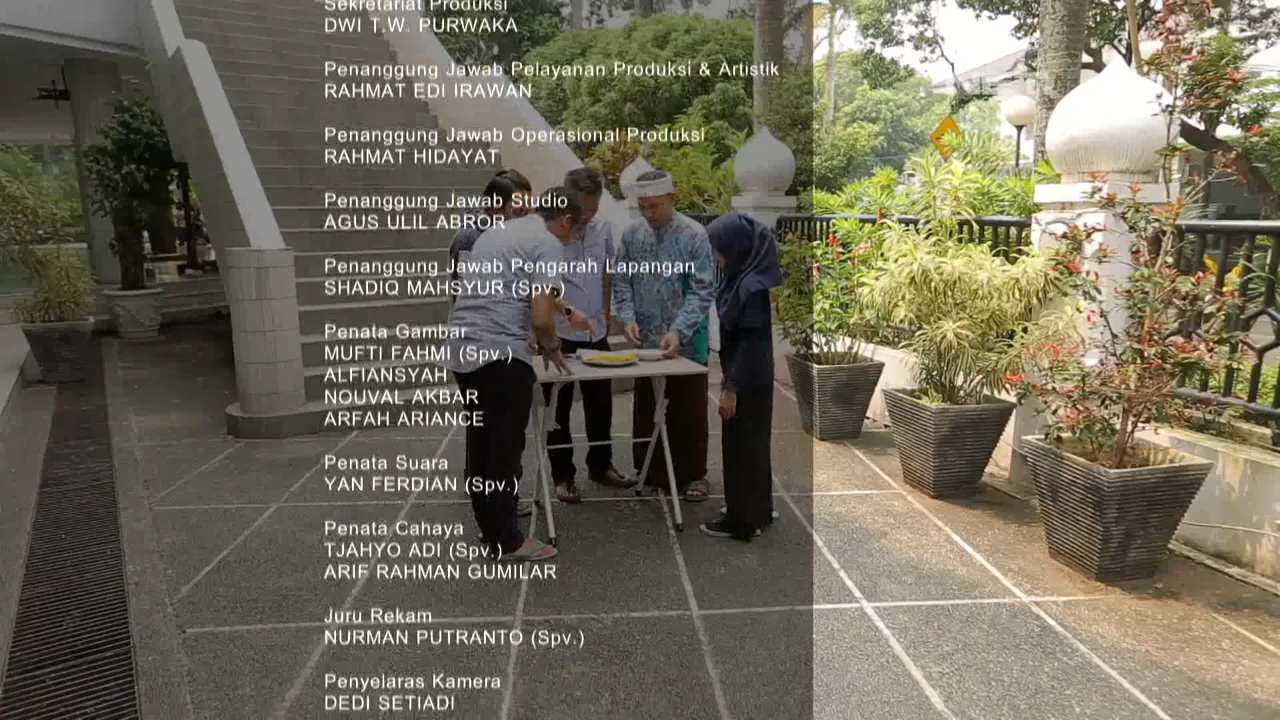 Sekretariat Produksi
DWI T.W. PURWAKA
Penanggung Jawab Pelayanan Produksi & Artistik
RAHMAT EDI IRAWAN
Penanggung Jawab Operasional Produksi
RAHMAT HIDAYAT
Penanggung Jawab Studio
AGUS ULIL ABROR
Penanggung Jawab Pengarah Lapangan
SHADIQ MAHSYUR (Spv.)
Penata Gambar
MUFTI FAHMI (Spv.)
ALFIANSYAH
NOUVAL AKBAR
ARFAH ARIANCE
Penata Suara
YAN FERDIAN (Spv.)
Penata Cahaya
TJAHYO ADI (Spv.)
ARIF RAHMAN GUMILAR
Juru Rekam
NURMAN PUTRANTO (Spv.)
Penyelaras Kamera
DEDI SETIADI